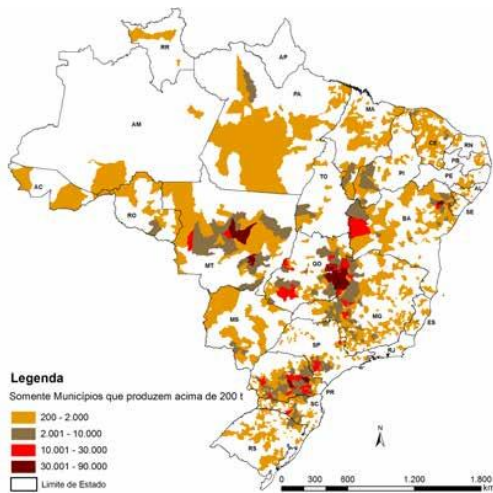 RR
AP
AM
PA
MA
CE
RN
PB
PE
AL
SE
PI
TO
AC
RO
BA
MT
GO
MG
ES
MS
SP
RJ
PR
SC
RS
Legenda
Somente Municípios que produzem acima de 200 t
200 - 2.000
2.001 - 10.000
10.001 - 30.000
30.001 - 90.000
Limite de Estado
N
0 300 600 1.200 1.800
km